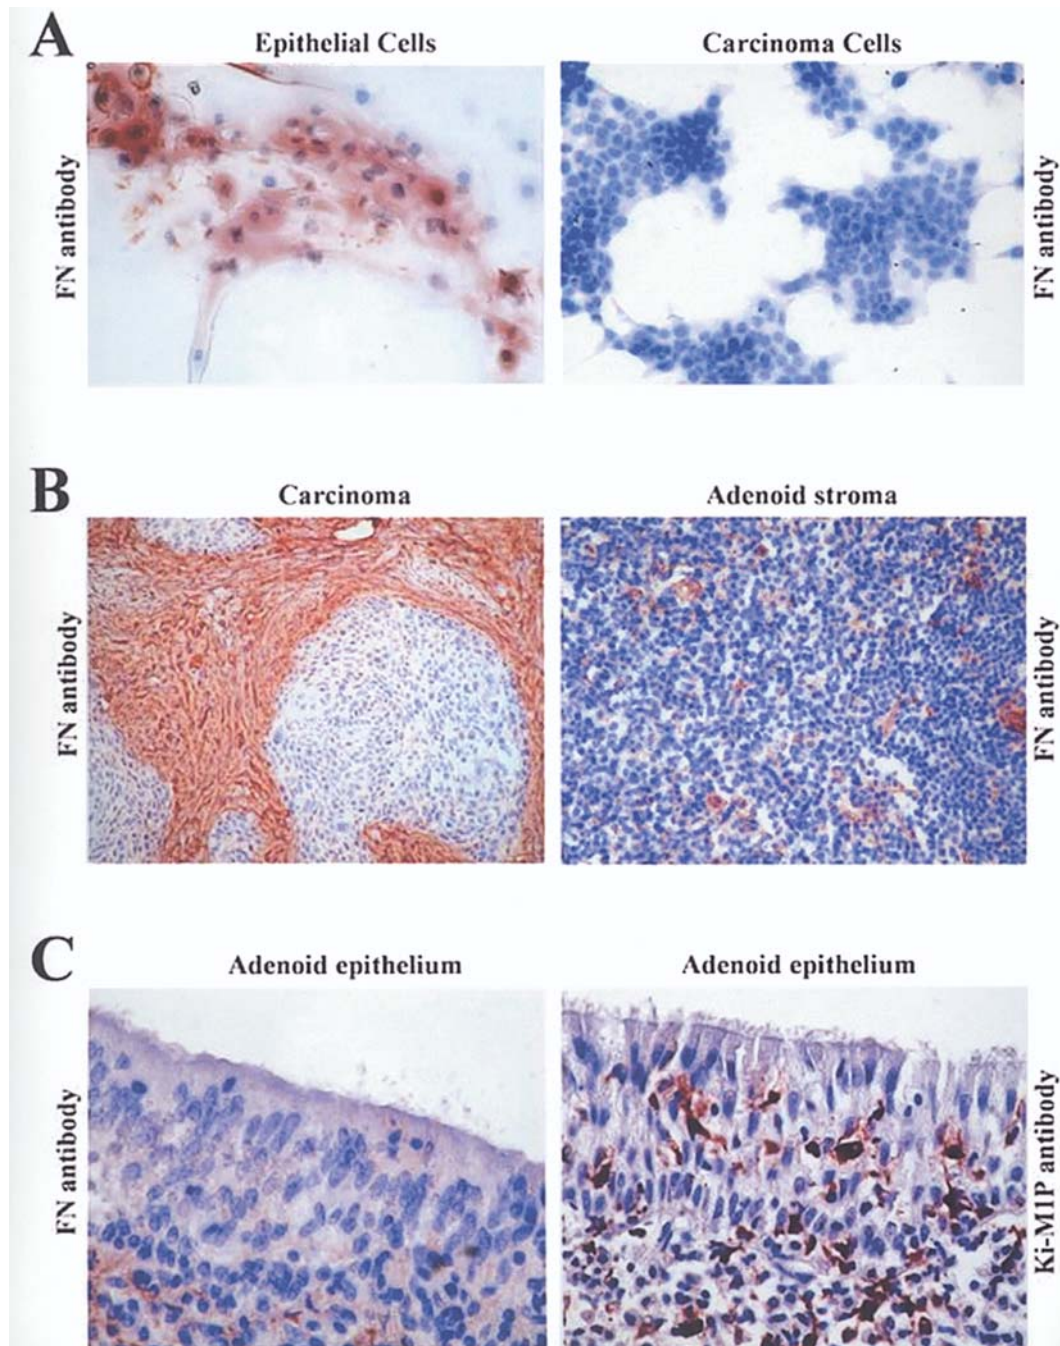 A
Epithelial Cells
Carcinoma Cells
FN antibody
FN antibody
B
Carcinoma
Adenoid stroma
FN antibody
FN antibody
C
Adenoid epithelium
Adenoid epithelium
FN antibody
Ki-M1P antibody